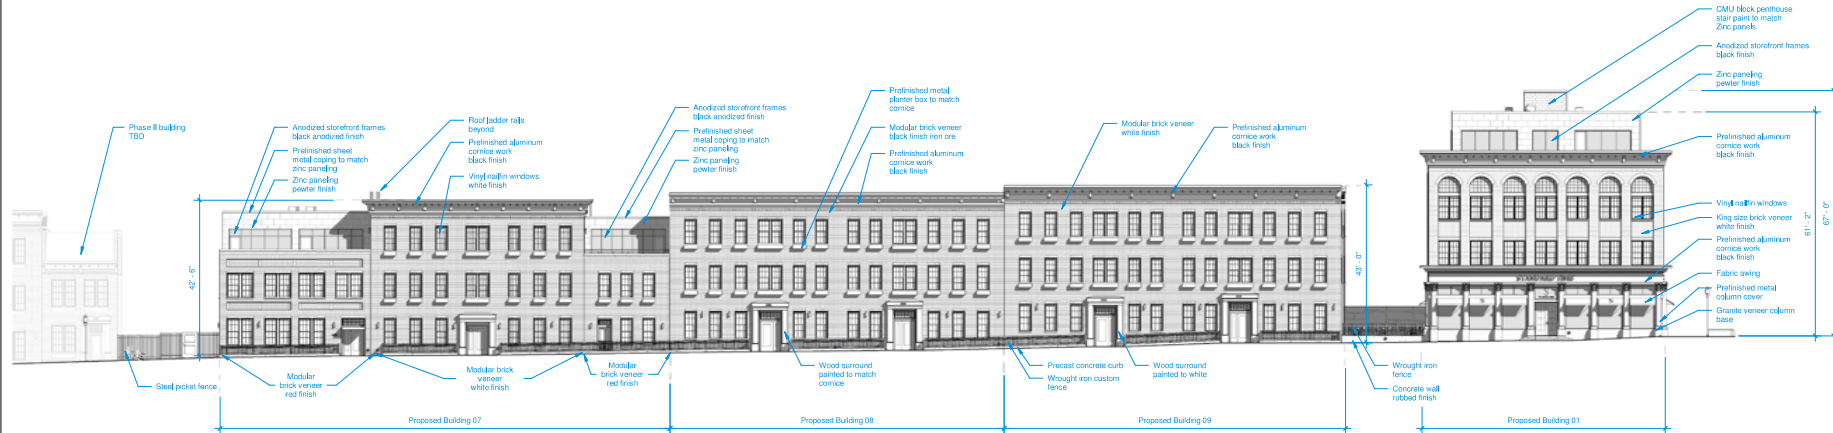 CMU block penthouse
stair paint to match
Zinc panels
Anodized storefront frames
black finish
Zinc paneling
pewter finish
Prefinished aluminum
cornice work
black finish
Vinyl nailfin windows
King size brick veneer
white finish
Prefinished aluminum
cornice work
black finish
Fabric awing
Prefinished metal
column cover
Granite veneer column
base
61' - 2"
67' - 0"
Phase II building
TBD
Anodized storefront frames
black anodized finish
Prefinished sheet
metal coping to match
zinc paneling
Zinc paneling
pewter finish
Roof ladder rails
beyond
Prefinished aluminum
cornice work
black finish
Vinyl nailfin windows
white finish
Anodized storefront frames
black anodized finish
Prefinished sheet
metal coping to match
zinc paneling
Zinc paneling
pewter finish
Prefinished metal
planter box to match
cornice
Modular brick veneer
black finish iron ore
Prefinished aluminum
cornice work
black finish
Modular brick veneer
white finish
Prefinished aluminum
cornice work
black finish
42' - 6"
43' - 0"
Steel picket fence
Modular
brick veneer
red finish
Modular brick
veneer
white finish
Modular
brick veneer
red finish
Wood surround
painted to match
cornice
Precast concrete curb
Wrought iron custom
fence
Wood surround
painted to white
Wrought iron
fence
Concrete wall
rubbed finish
Proposed Building 07
Proposed Building 08
Proposed Building 09
Proposed Building 01